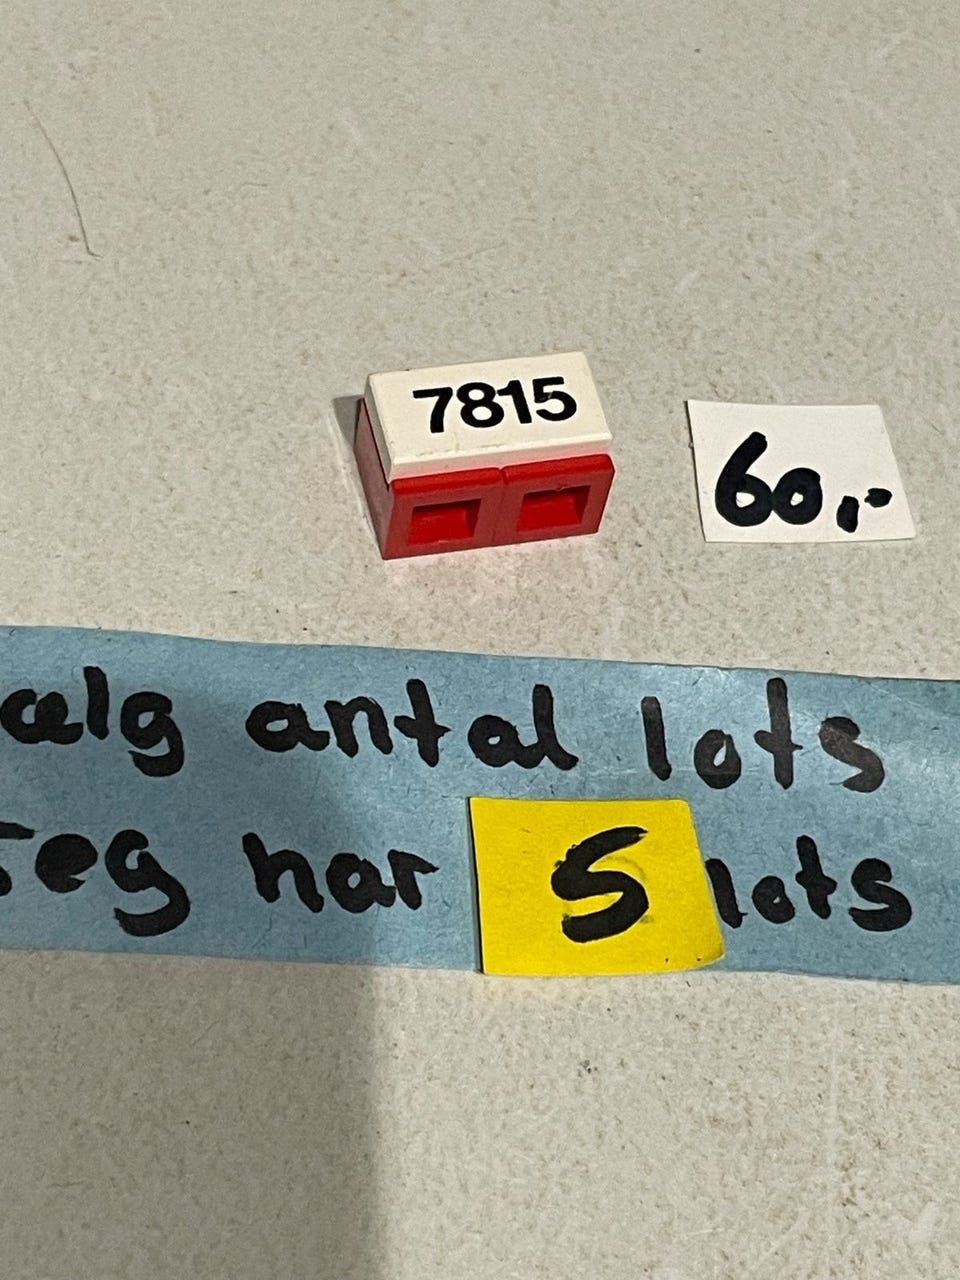 7815
60,-
ælg antal lots
Jeg har 5 lots